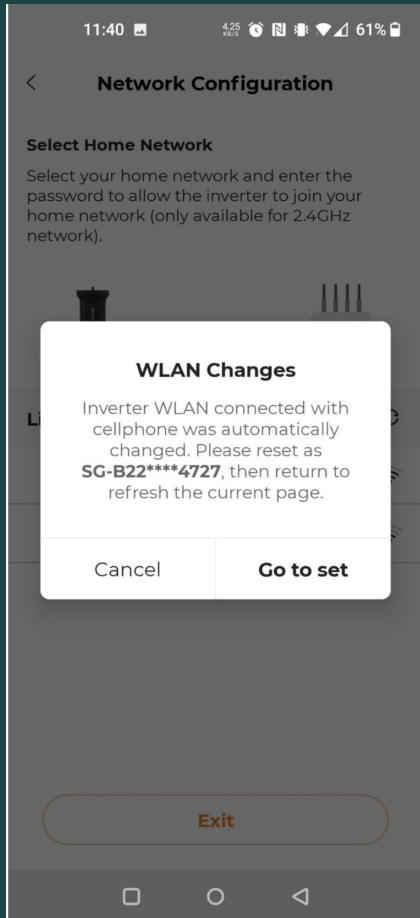 11:40
4.25
KB/S
61%
Network Configuration
Select Home Network
Select your home network and enter the
password to allow the inverter to join your
home network (only available for 2.4GHz
network).
Li
WLAN Changes
Inverter WLAN connected with
cellphone was automatically
changed. Please reset as
SG-B22****4727, then return to
refresh the current page.
Cancel
Go to set
Exit